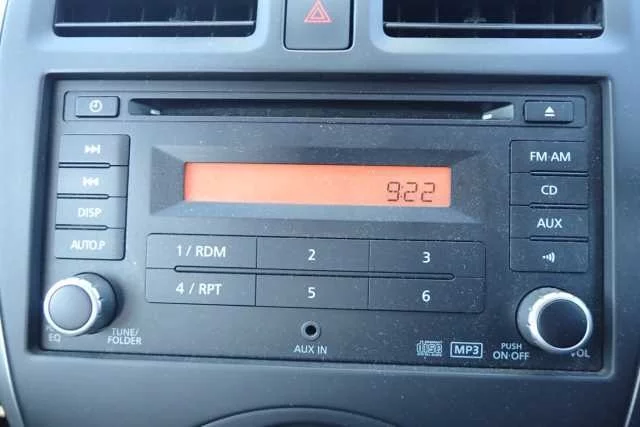 9:22
FM·AM
CD
DISP
AUX
AUTO.P
1 / RDM 2 3
4 / RPT 5 6
EQ
TUNE/
FOLDER
AUX IN
MP3
PUSH
ON·OFF
VOL